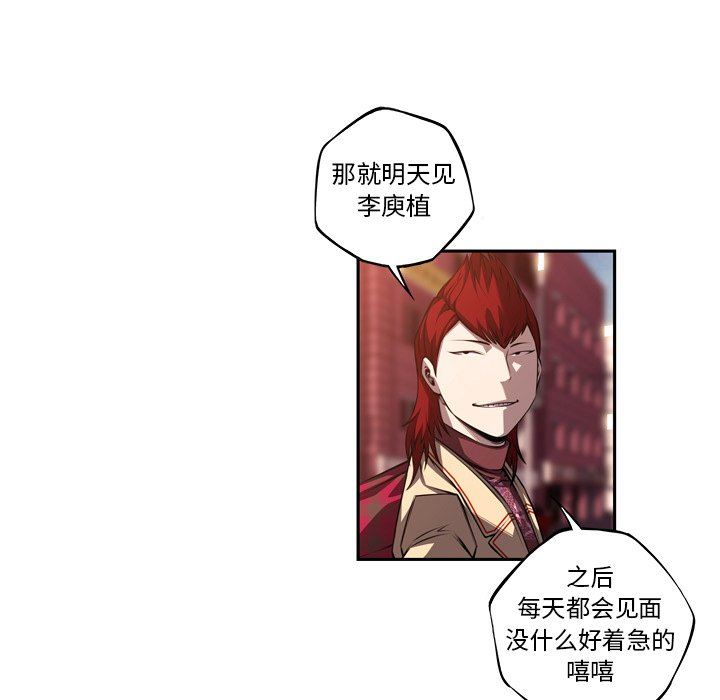 那就明天见
李庾植
之后
每天都会见面
没什么好着急的
嘻嘻